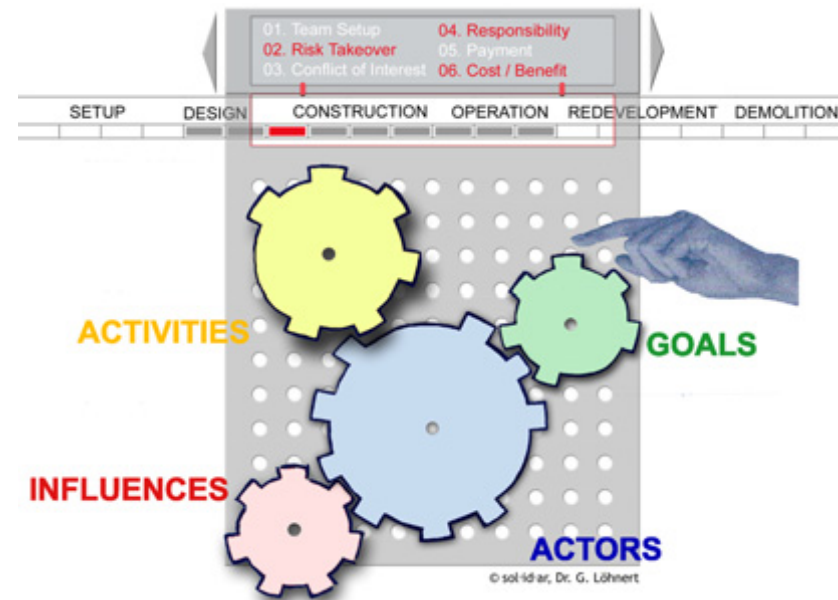 01. Team Setup 04. Responsibility
02. Risk Takeover 05. Payment
03. Conflict of Interest 06. Cost / Benefit
SETUP DESIGN CONSTRUCTION OPERATION REDEVELOPMENT DEMOLITION
ACTIVITIES
GOALS
INFLUENCES
ACTORS
© sol·id·ar, Dr. G. Löhnert